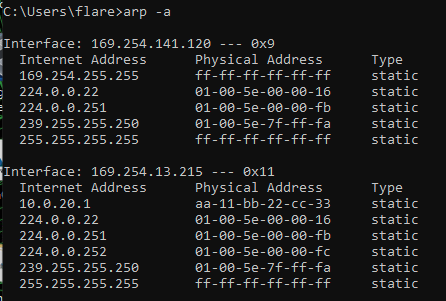 C:\Users\flare>arp -a
Interface: 169.254.141.120 --- 0x9
Internet Address Physical Address Type
169.254.255.255 ff-ff-ff-ff-ff-ff static
224.0.0.22 01-00-5e-00-00-16 static
224.0.0.251 01-00-5e-00-00-fb static
239.255.255.250 01-00-5e-7f-ff-fa static
255.255.255.255 ff-ff-ff-ff-ff-ff static
Interface: 169.254.13.215 --- 0x11
Internet Address Physical Address Type
10.0.20.1 aa-11-bb-22-cc-33 static
224.0.0.22 01-00-5e-00-00-16 static
224.0.0.251 01-00-5e-00-00-fb static
224.0.0.252 01-00-5e-00-00-fc static
239.255.255.250 01-00-5e-7f-ff-fa static
255.255.255.255 ff-ff-ff-ff-ff-ff static